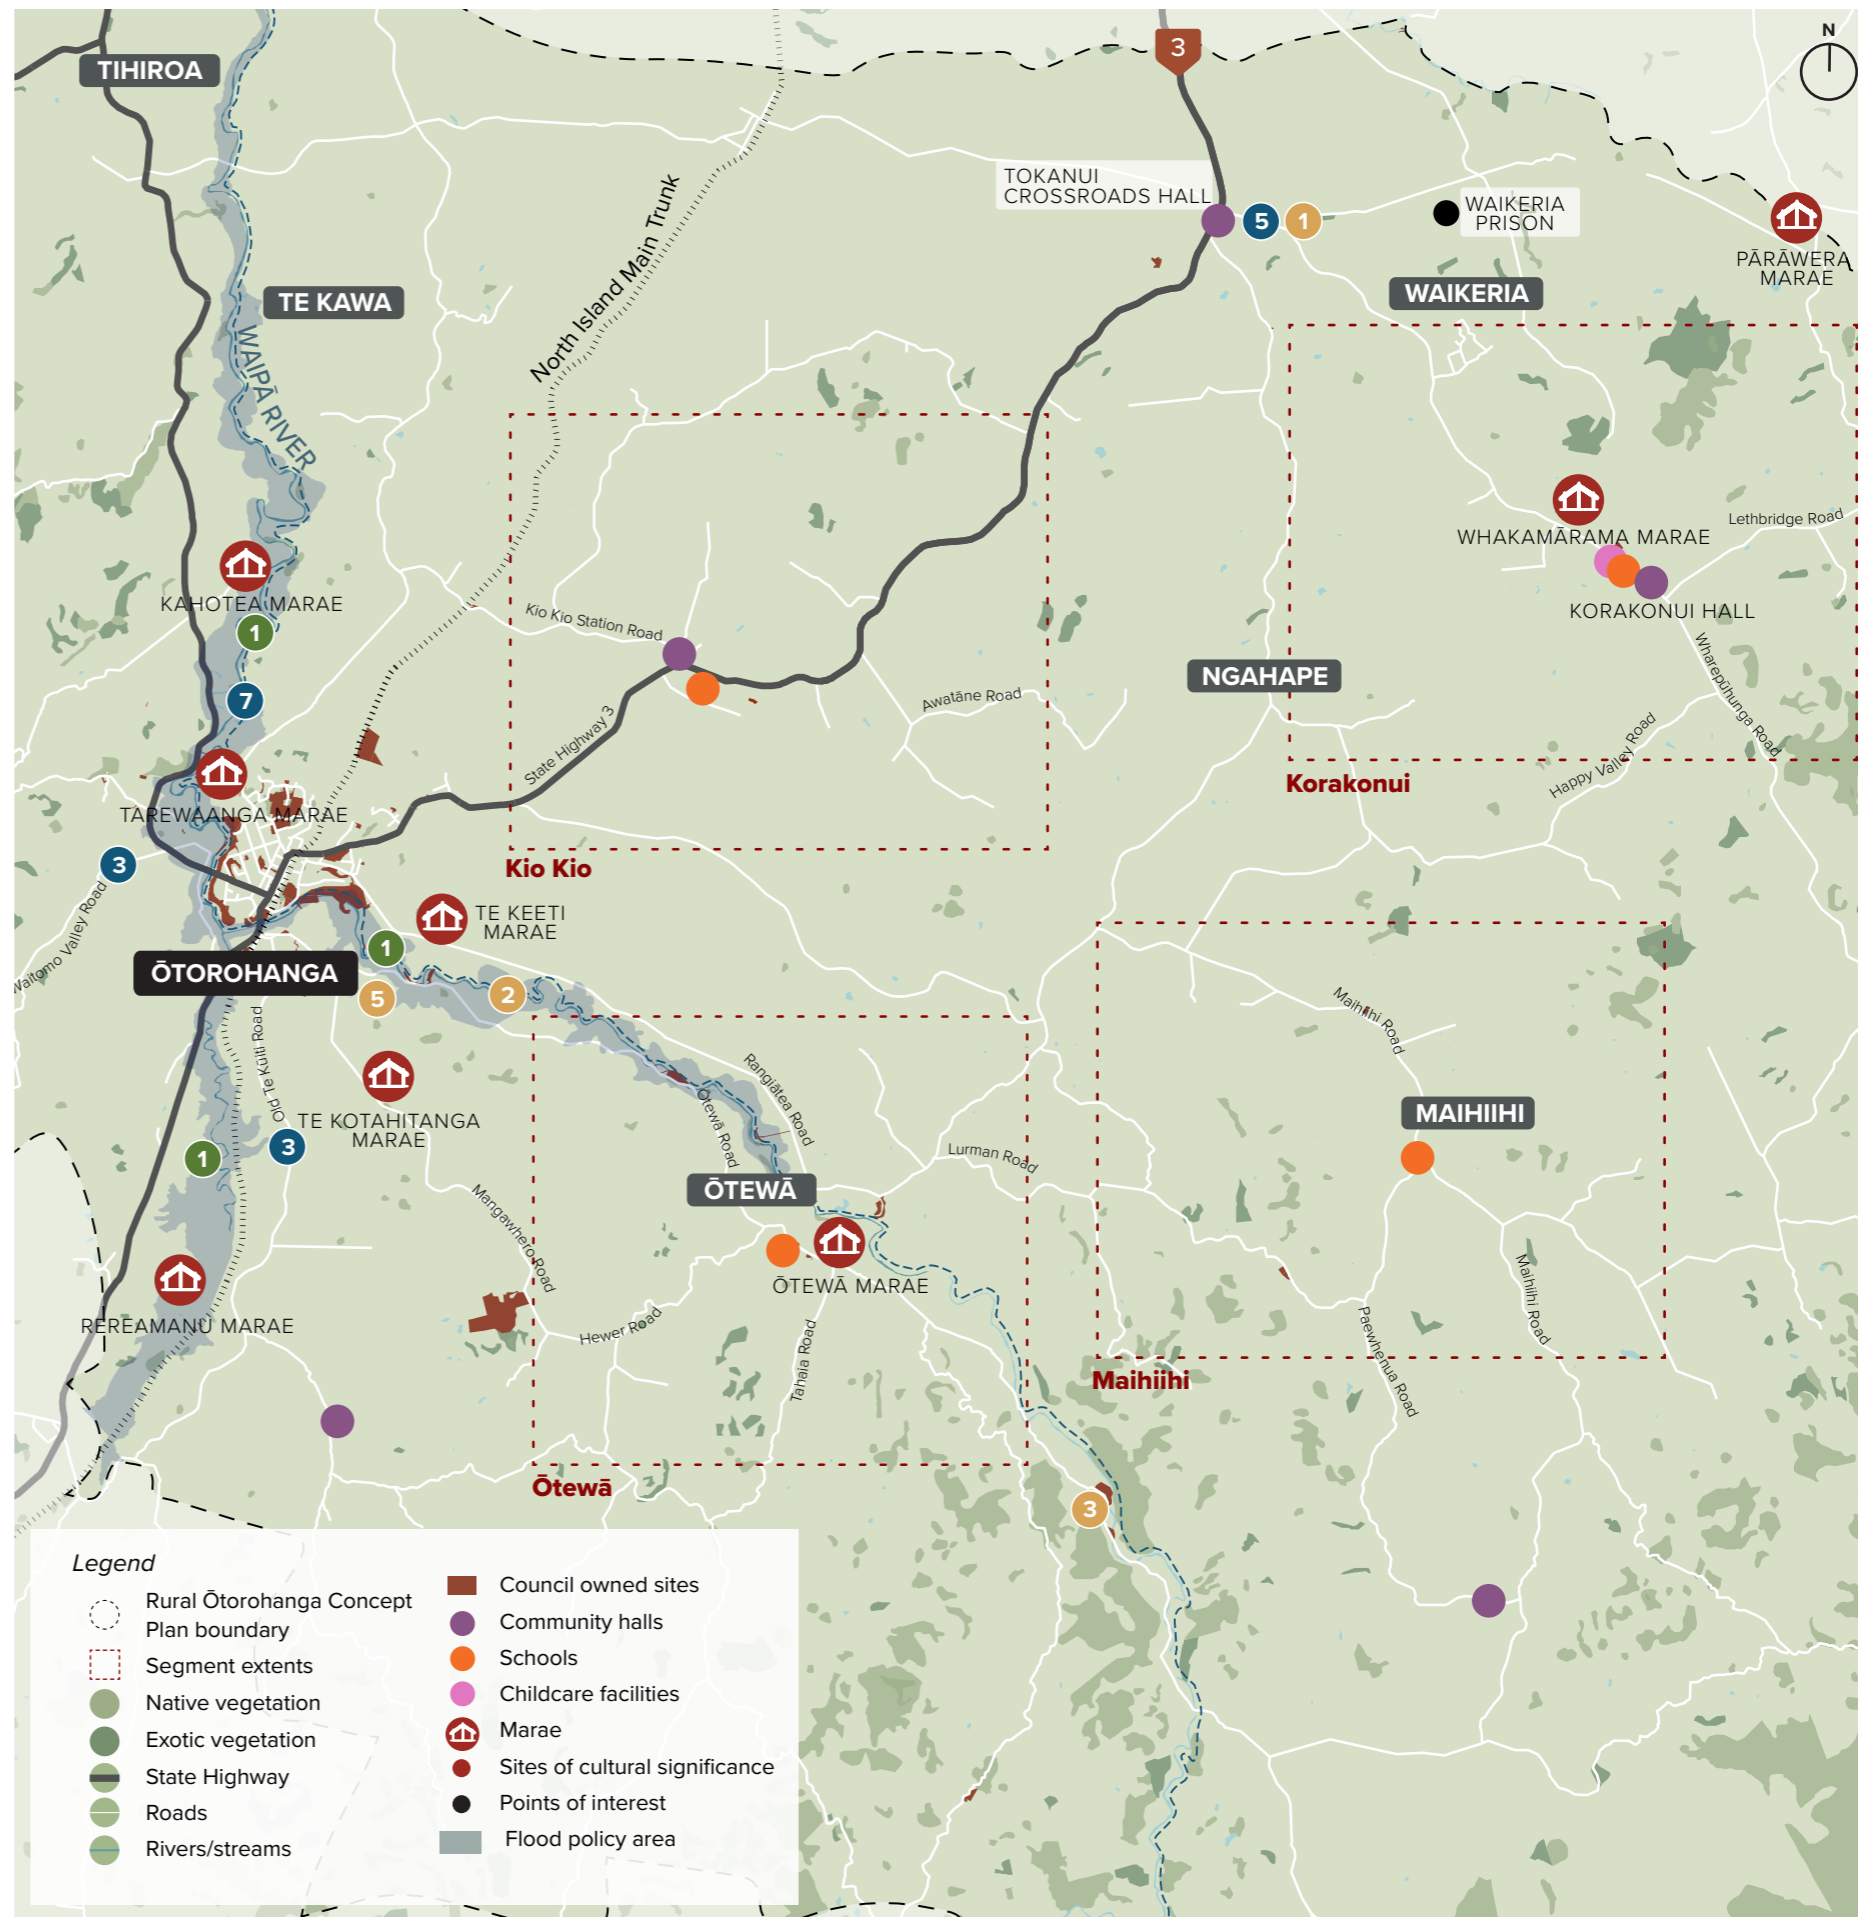 N
3
TIHIROA
TOKANUI
CROSSROADS HALL
5
1
WAIKERIA
PRISON
PĀRĀWERA
MARAE
WAIKERIA
TE KAWA
North Island Main Trunk
WAIPĀ RIVER
WHAKAMĀRAMA MARAE
Lethbridge Road
KORAKONUI HALL
Wharepūhunga Road
Happy Valley Road
Korakonui
KAHOTEA MARAE
1
7
Kio Kio Station Road
State Highway 3
Awatāne Road
NGAHAPE
Kio Kio
TĀREWAANGA MARAE
3
Waitomo Valley Road
TE KEETI
MARAE
ŌTOROHANGA
1
5
2
Old Te Kūiti Road
TE KOTAHITANGA
MARAE
1
3
Rangiātea Road
Ōtewā Road
Lurman Road
Maihiihi Road
MAIHIIHI
ŌTEWĀ
Mangawhero Road
ŌTEWĀ MARAE
Hewer Road
Tahaia Road
Maihiihi Road
Paewhenua Road
REREAMANU MARAE
Maihiihi
Ōtewā
3
Legend
Rural Ōtorohanga Concept
Plan boundary
Segment extents
Native vegetation
Exotic vegetation
State Highway
Roads
Rivers/streams
Council owned sites
Community halls
Schools
Childcare facilities
Marae
Sites of cultural significance
Points of interest
Flood policy area